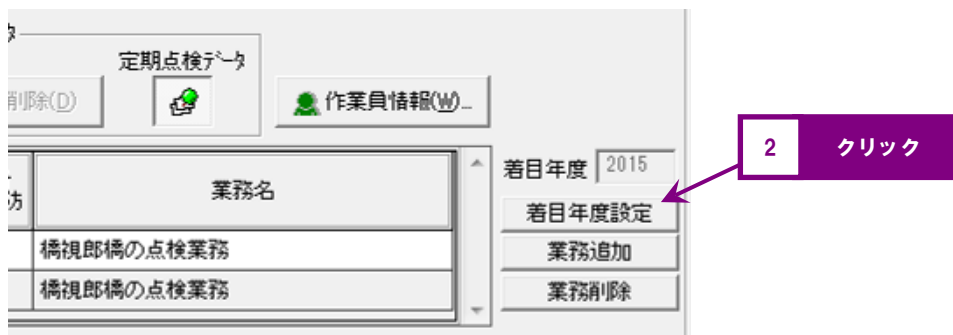 定期点検ﾃﾞｰﾀ
削除(D)
作業員情報(W)...
業務名
着目年度 2015
2 クリック
着目年度設定
橋視郎橋の点検業務
業務追加
橋視郎橋の点検業務
業務削除